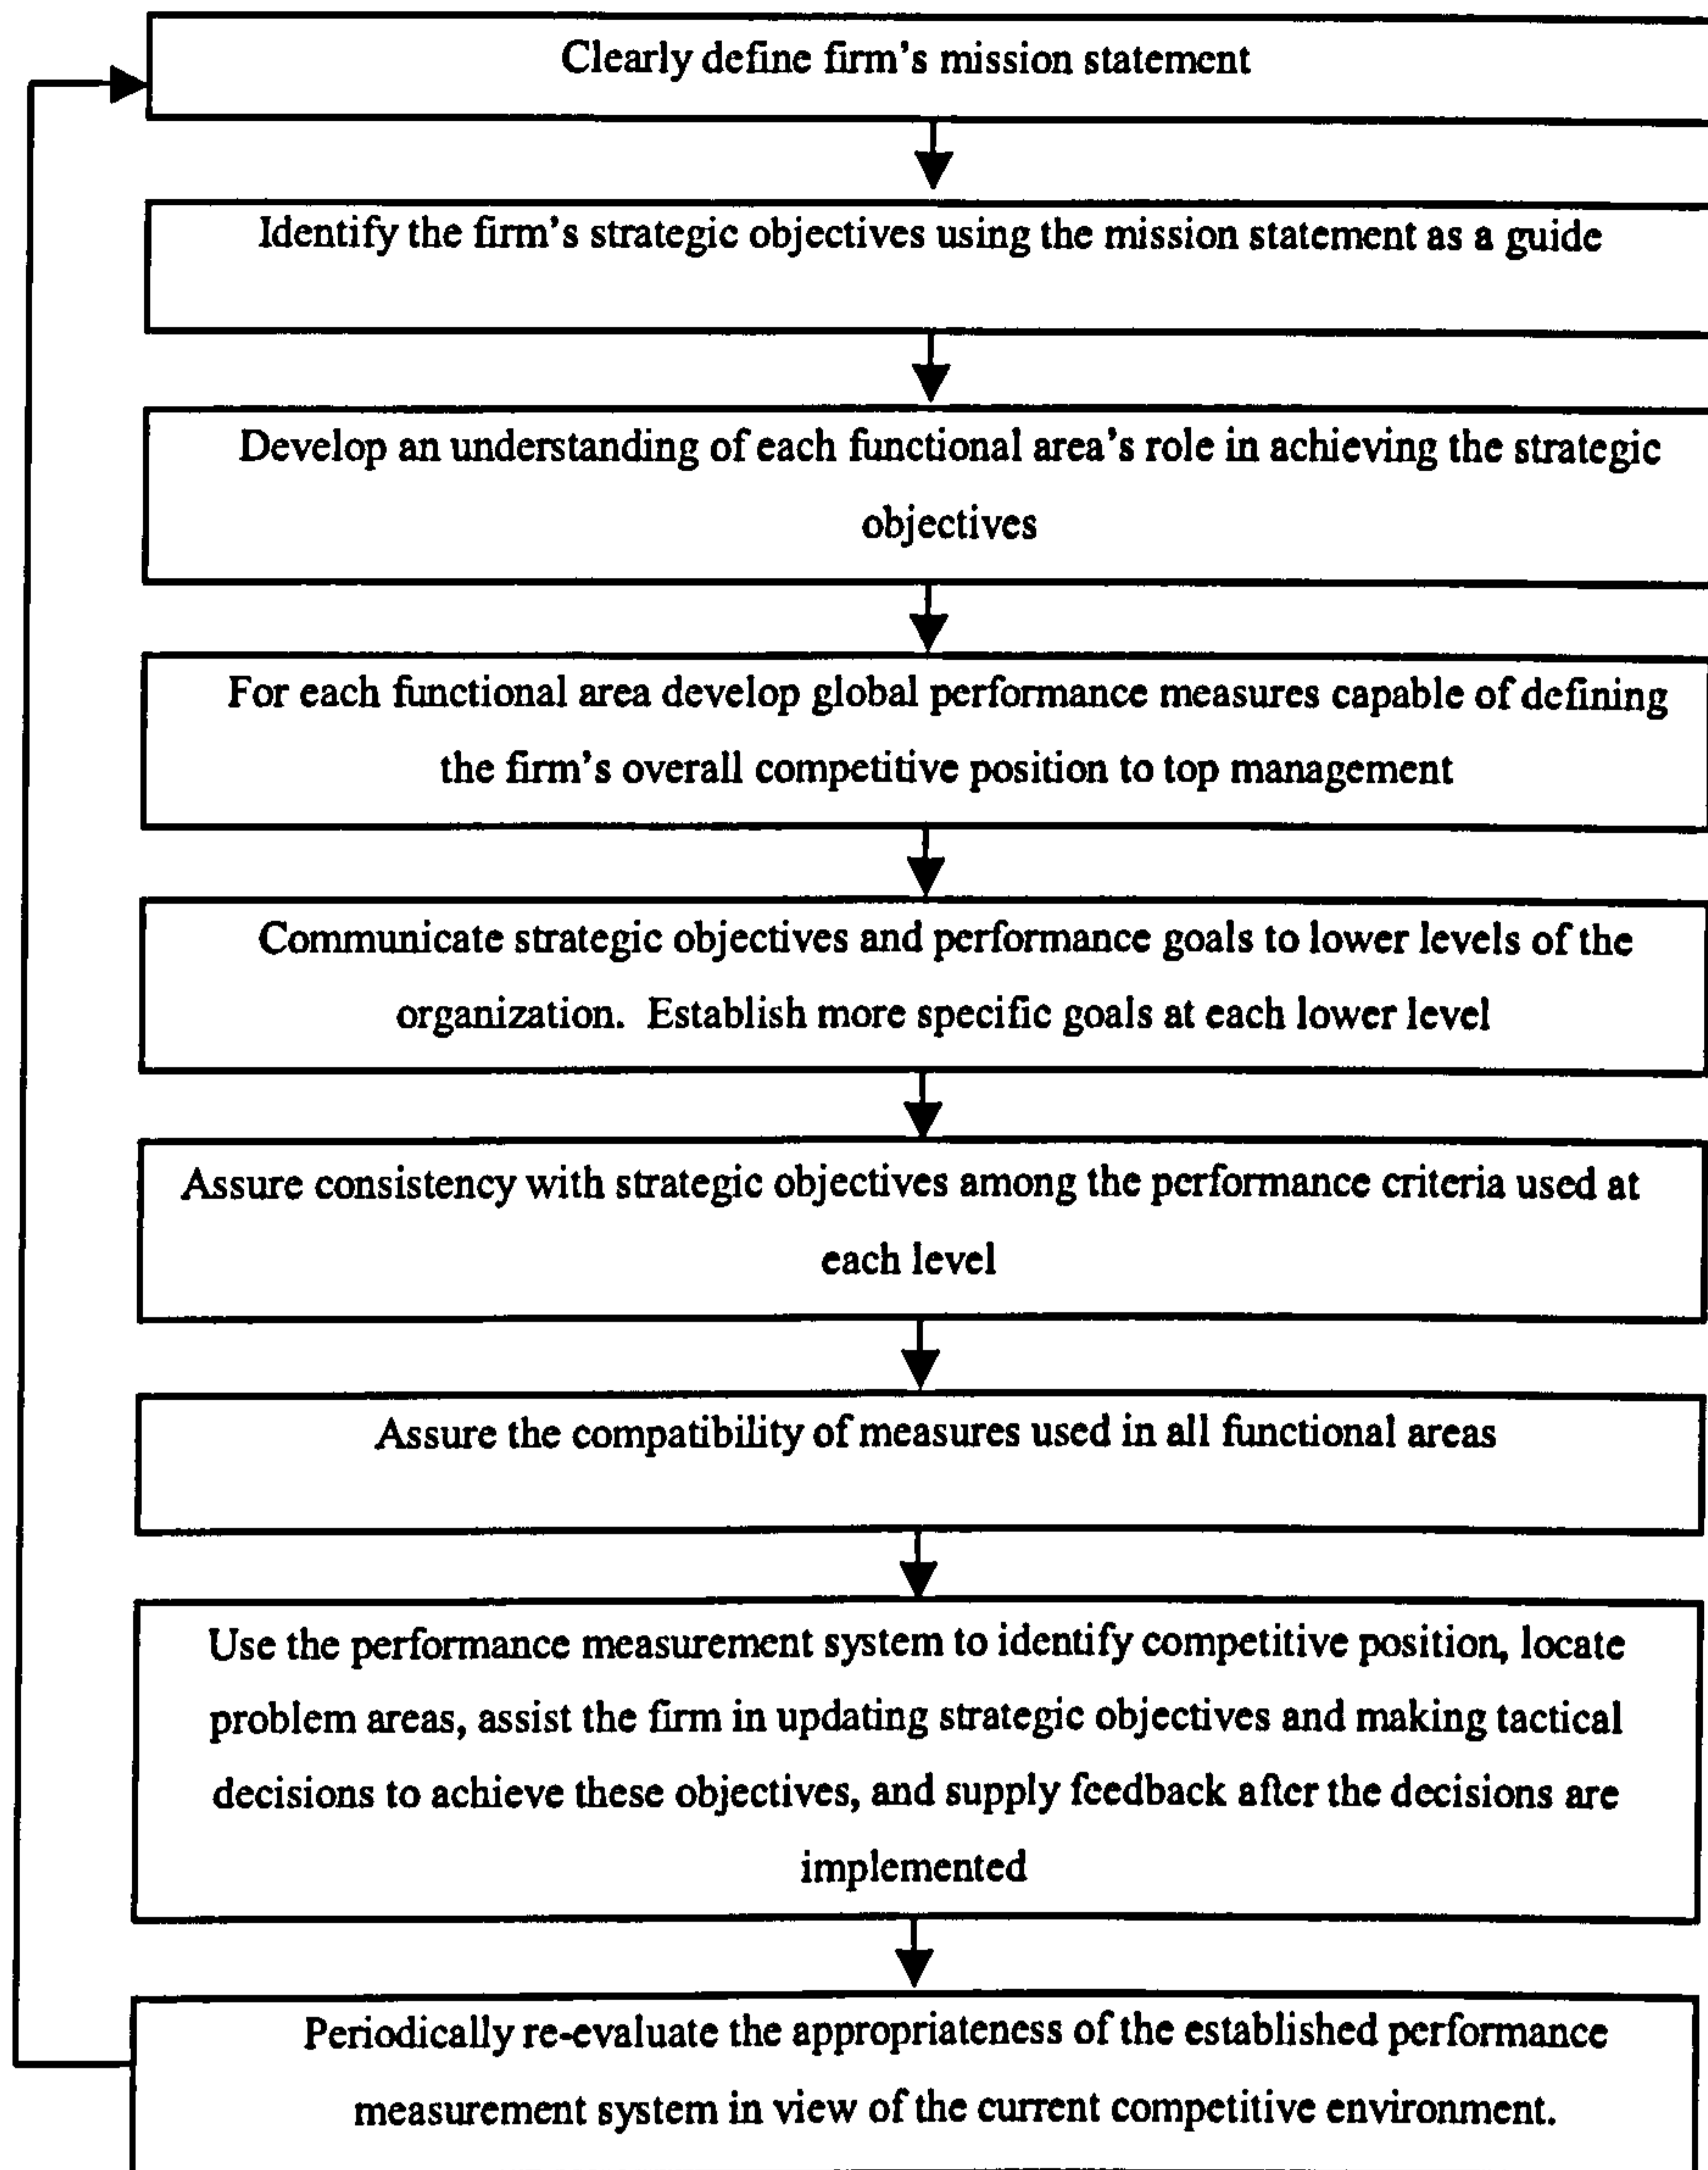 Clearly define firm's mission statement
Identify the firm's strategic objectives using the mission statement as a guide
Develop an understanding of each functional area's role in achieving the strategic
objectives
For each functional area develop global performance measures capable of defining
the firm's overall competitive position to top management
Communicate strategic objectives and performance goals to lower levels of the
organization.  Establish more specific goals at each lower level
Assure consistency with strategic objectives among the performance criteria used at
each level
Assure the compatibility of measures used in all functional areas
Use the performance measurement system to identify competitive position, locate
problem areas, assist the firm in updating strategic objectives and making tactical
decisions to achieve these objectives, and supply feedback after the decisions are
implemented
Periodically re-evaluate the appropriateness of the established performance
measurement system in view of the current competitive environment.